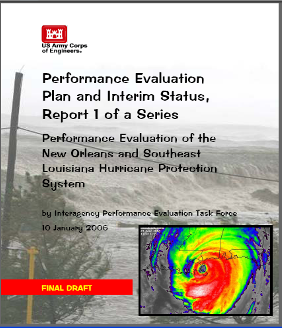 US Army Corps
of Engineers®
Performance Evaluation
Plan and Interim Status,
Report 1 of a Series
Performance Evaluation of the
New Orleans and Southeast
Louisiana Hurricane Protection
System
by Interagency Performance Evaluation Task Force
10 January 2006
FINAL DRAFT